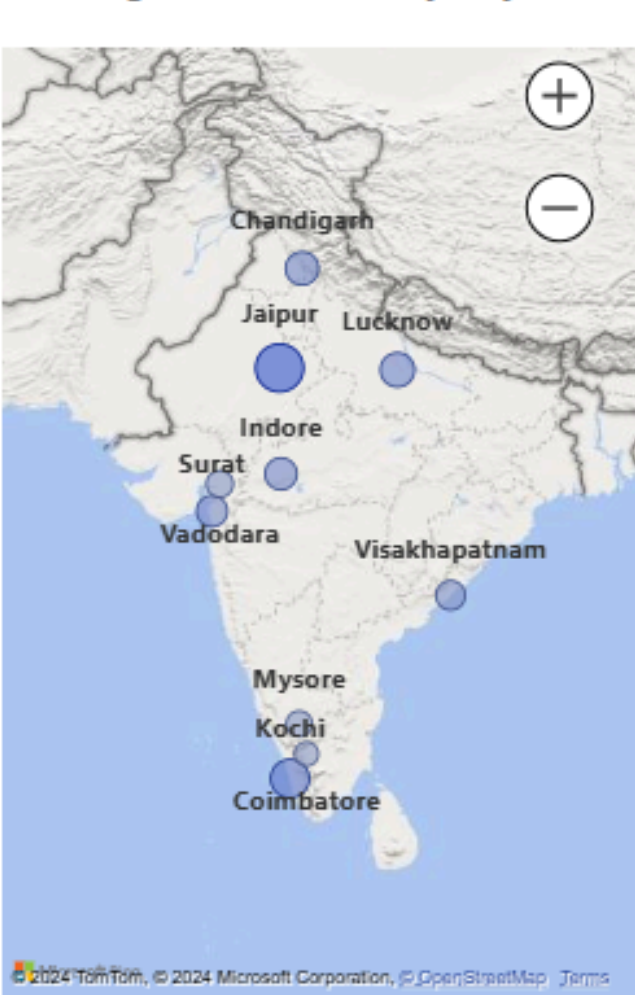 Chandigarh
Jaipur
Lucknow
Indore
Surat
Vadodara
Visakhapatnam
Mysore
Kochi
Coimbatore
© 2024 TomTom, © 2024 Microsoft Corporation, © OpenStreetMap Terms